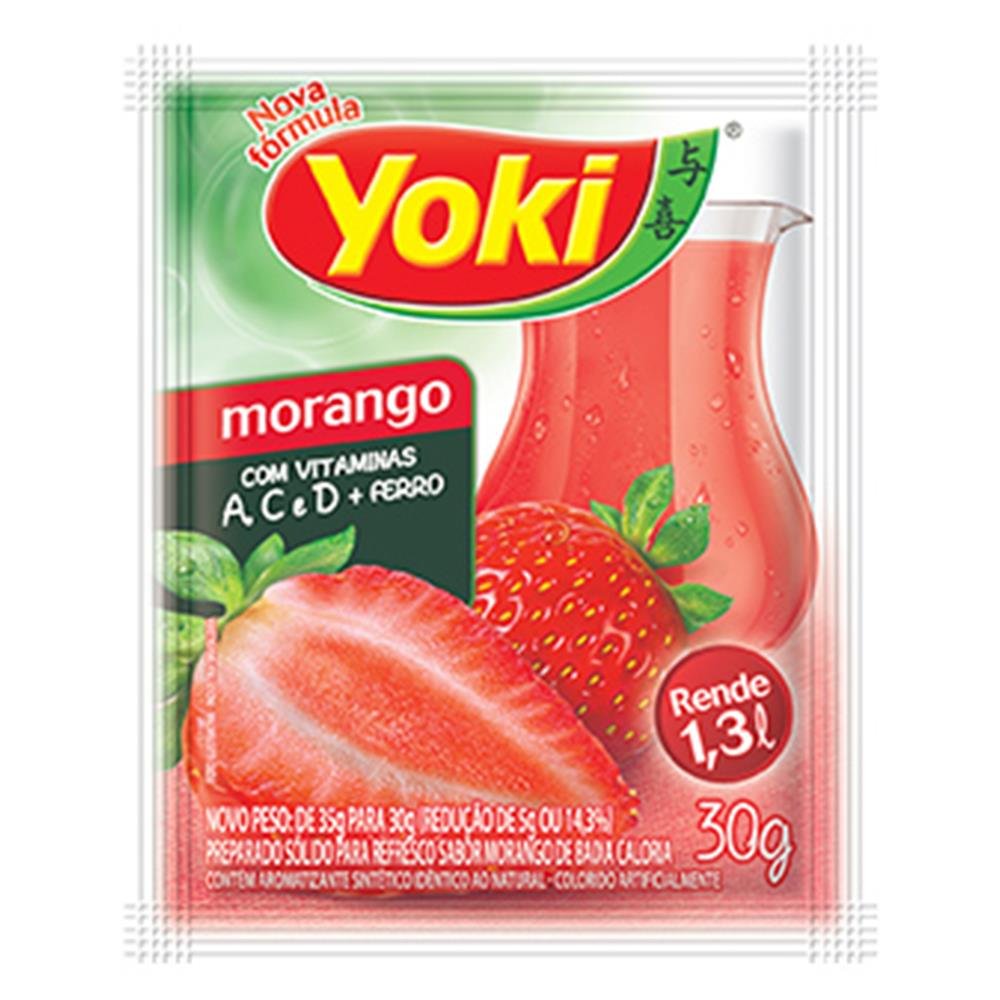 Nova
fórmula
Yoki
®
与
喜
morango
COM VITAMINAS
A, C e D + FERRO
Rende
1,3l
30g
NOVO PESO: DE 35g PARA 30g (REDUÇÃO DE 5g OU 14,3%)
PREPARADO SÓLIDO PARA REFRESCO SABOR MORANGO DE BAIXA CALORIA
CONTÉM AROMATIZANTE SINTÉTICO IDÊNTICO AO NATURAL - COLORIDO ARTIFICIALMENTE